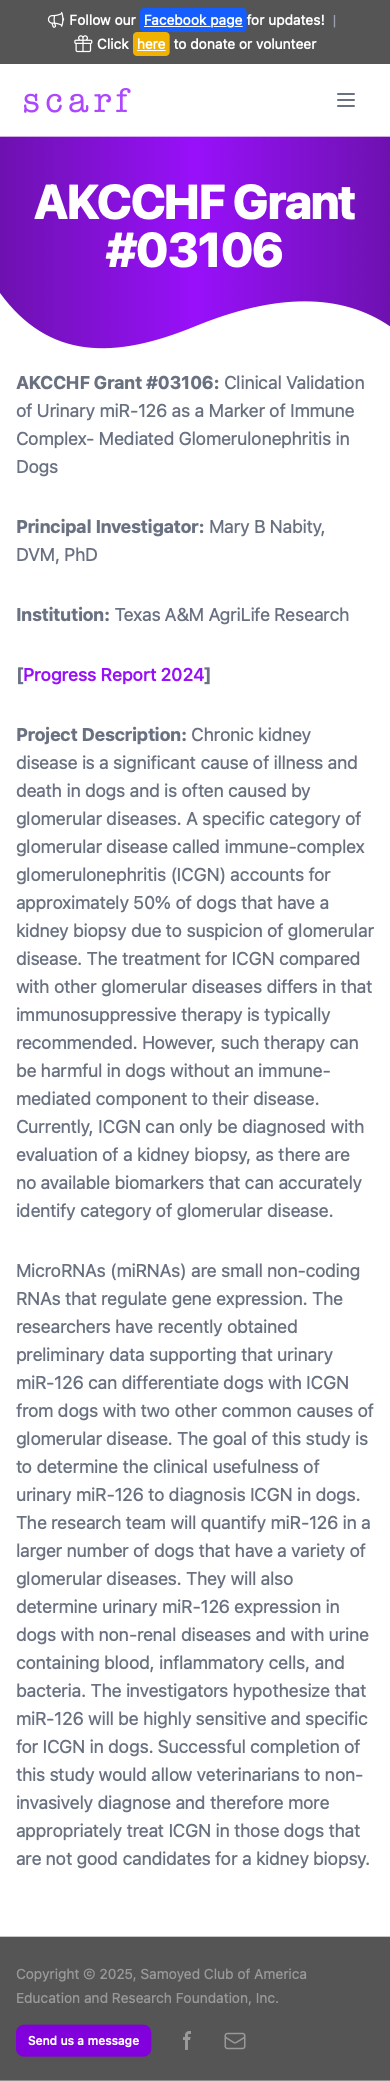 Follow our Facebook page for updates! |
Click here to donate or volunteer
scarf
AKCCHF Grant
#03106
AKCCHF Grant #03106: Clinical Validation
of Urinary miR-126 as a Marker of Immune
Complex- Mediated Glomerulonephritis in
Dogs
Principal Investigator: Mary B Nabity,
DVM, PhD
Institution: Texas A&M AgriLife Research
[Progress Report 2024]
Project Description: Chronic kidney
disease is a significant cause of illness and
death in dogs and is often caused by
glomerular diseases. A specific category of
glomerular disease called immune-complex
glomerulonephritis (ICGN) accounts for
approximately 50% of dogs that have a
kidney biopsy due to suspicion of glomerular
disease. The treatment for ICGN compared
with other glomerular diseases differs in that
immunosuppressive therapy is typically
recommended. However, such therapy can
be harmful in dogs without an immune-
mediated component to their disease.
Currently, ICGN can only be diagnosed with
evaluation of a kidney biopsy, as there are
no available biomarkers that can accurately
identify category of glomerular disease.
MicroRNAs (miRNAs) are small non-coding
RNAs that regulate gene expression. The
researchers have recently obtained
preliminary data supporting that urinary
miR-126 can differentiate dogs with ICGN
from dogs with two other common causes of
glomerular disease. The goal of this study is
to determine the clinical usefulness of
urinary miR-126 to diagnosis ICGN in dogs.
The research team will quantify miR-126 in a
larger number of dogs that have a variety of
glomerular diseases. They will also
determine urinary miR-126 expression in
dogs with non-renal diseases and with urine
containing blood, inflammatory cells, and
bacteria. The investigators hypothesize that
miR-126 will be highly sensitive and specific
for ICGN in dogs. Successful completion of
this study would allow veterinarians to non-
invasively diagnose and therefore more
appropriately treat ICGN in those dogs that
are not good candidates for a kidney biopsy.
Copyright © 2025, Samoyed Club of America
Education and Research Foundation, Inc.
Send us a message